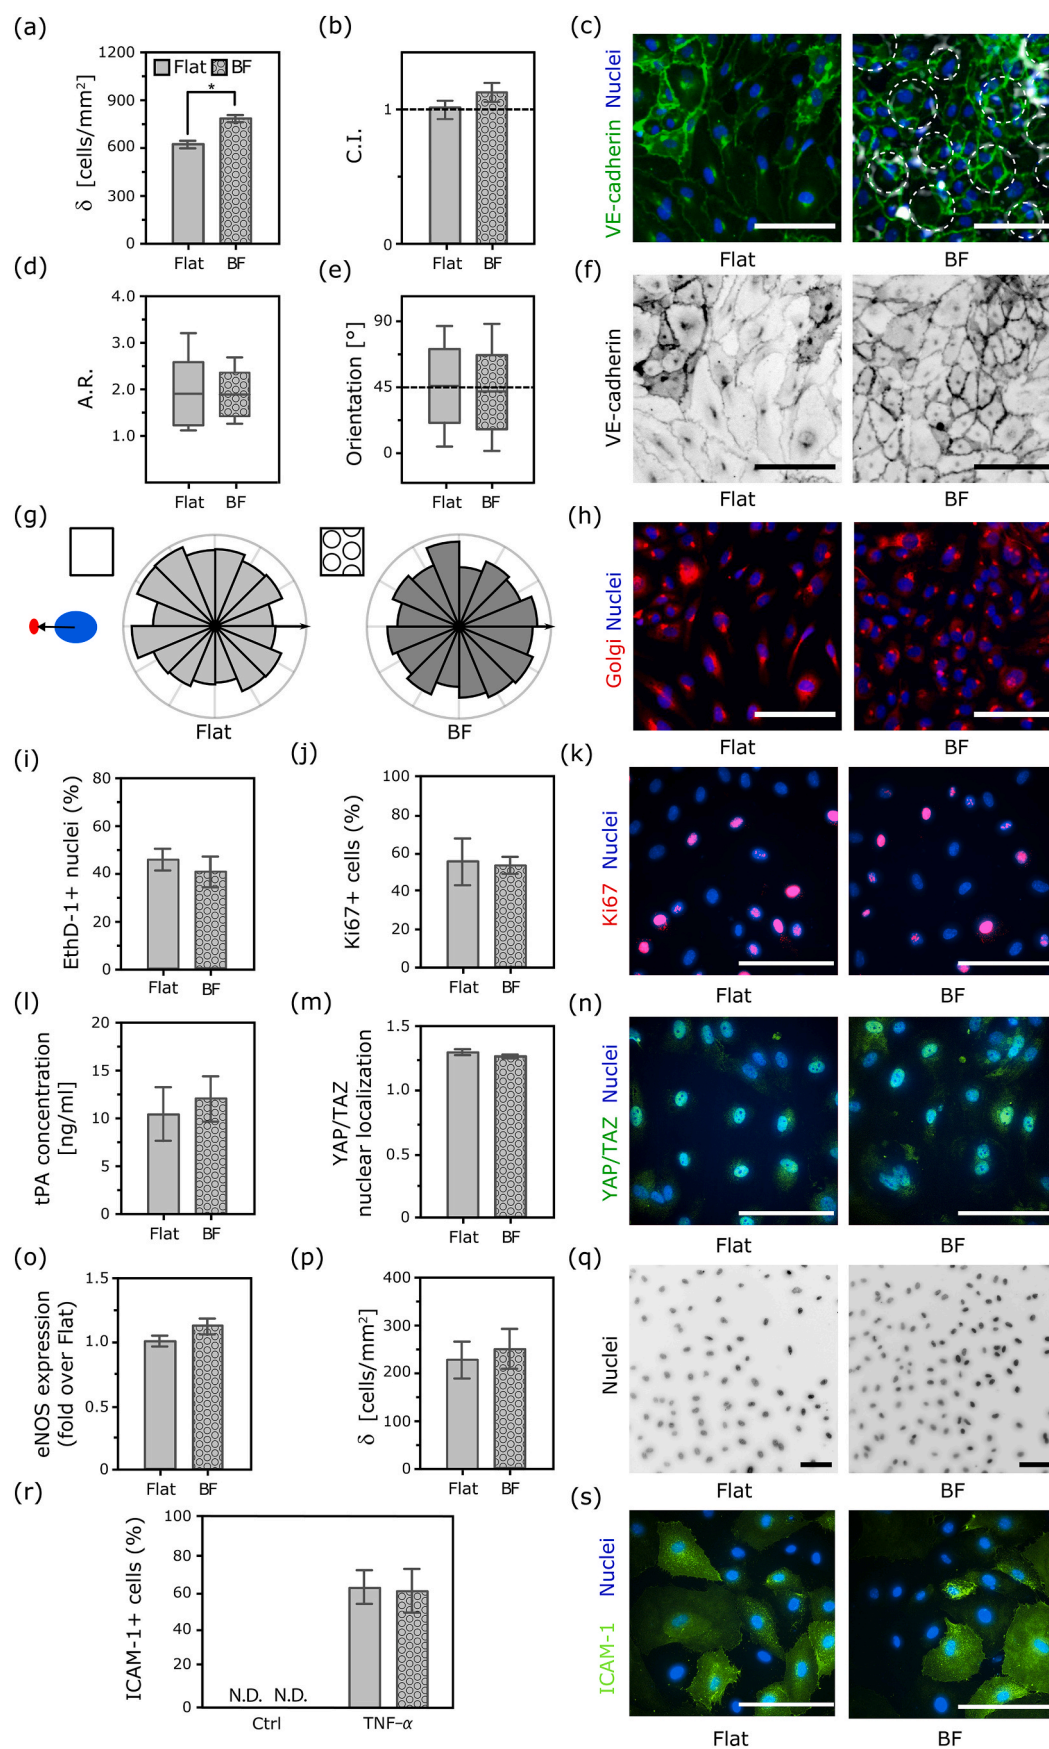 (a)
δ [cells/mm²]
1200
900
600
300
0
Flat BF
*
Flat BF
(b)
C.I.
1
0
Flat BF
(c)
VE-cadherin Nuclei
Flat BF
(d)
A.R.
4.0
3.0
2.0
1.0
Flat BF
(e)
Orientation [°]
90
45
0
Flat BF
(f)
VE-cadherin
Flat BF
(g)
Flat BF
(h)
Golgi Nuclei
Flat BF
(i)
EthD-1+ nuclei (%)
80
60
40
20
0
Flat BF
(j)
Ki67+ cells (%)
100
80
60
40
20
0
Flat BF
(k)
Ki67 Nuclei
Flat BF
(l)
tPA concentration
[ng/ml]
20
15
10
5
0
Flat BF
(m)
YAP/TAZ
nuclear localization
1.5
1.0
0.5
0
Flat BF
(n)
YAP/TAZ Nuclei
Flat BF
(o)
eNOS expression
(fold over Flat)
1.5
1.0
0.5
0
Flat BF
(p)
δ [cells/mm²]
400
300
200
100
0
Flat BF
(q)
Nuclei
Flat BF
(r)
ICAM-1+ cells (%)
100
80
60
40
20
0
N.D. N.D.
Ctrl TNF-α
(s)
ICAM-1 Nuclei
Flat BF